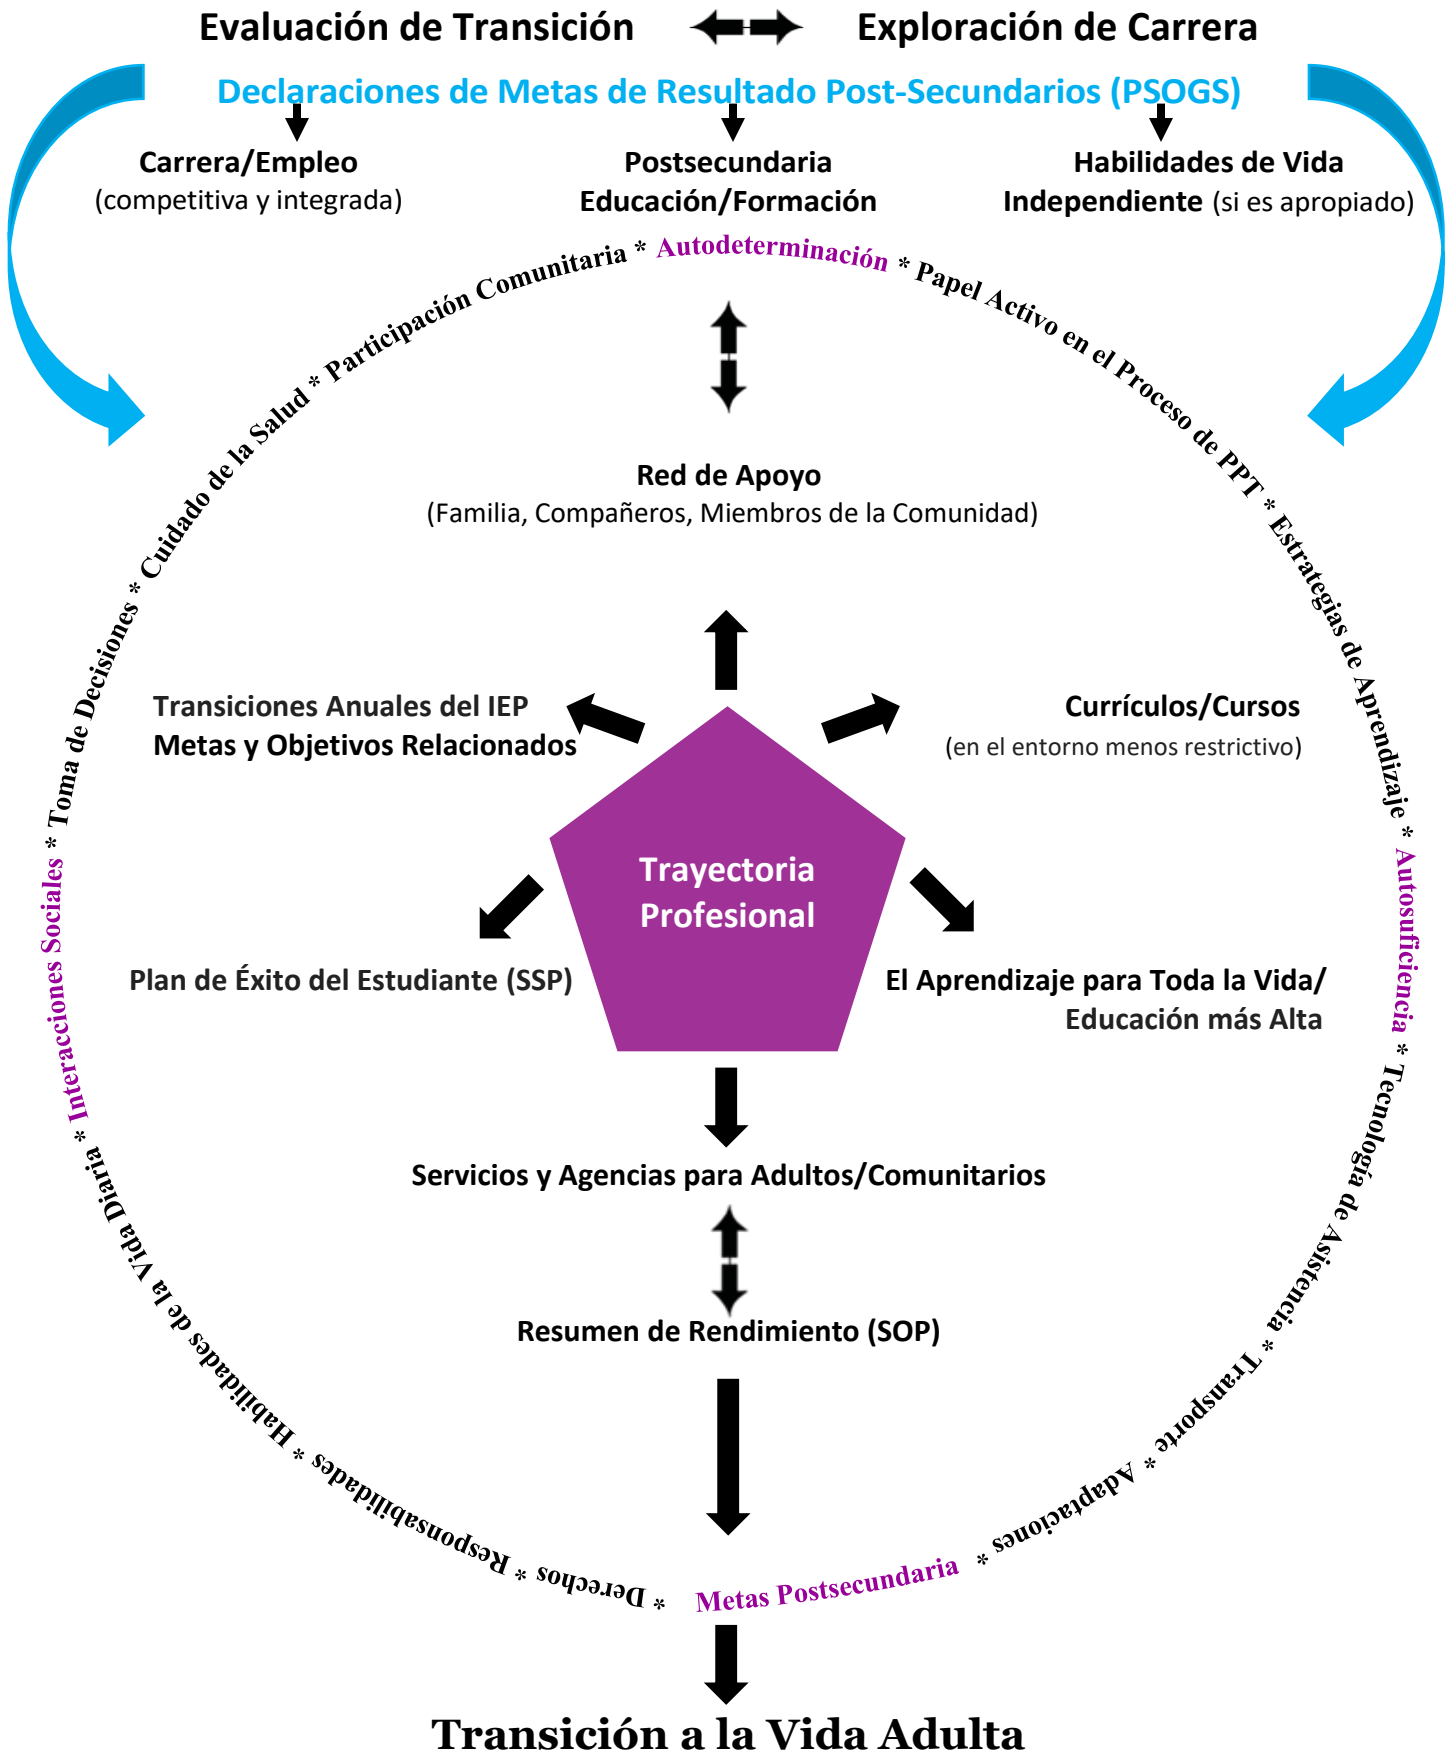 Evaluación de Transición
Exploración de Carrera
Declaraciones de Metas de Resultado Post-Secundarios (PSOGS)
Carrera/Empleo
(competitiva y integrada)
Postsecundaria
Educación/Formación
Habilidades de Vida
Independiente (si es apropiado)
* Autodeterminación * Papel Activo en el Proceso de PPT * Estrategias de Aprendizaje * Autosuficiencia * Tecnología de Asistencia * Transporte * Adaptaciones * Metas Postsecundaria * Derechos * Responsabilidades * Habilidades de la Vida Diaria * Interacciones Sociales * Toma de Decisiones * Cuidado de la Salud * Participación Comunitaria
Red de Apoyo
(Familia, Compañeros, Miembros de la Comunidad)
Transiciones Anuales del IEP
Metas y Objetivos Relacionados
Currículos/Cursos
(en el entorno menos restrictivo)
Trayectoria
Profesional
Plan de Éxito del Estudiante (SSP)
El Aprendizaje para Toda la Vida/
Educación más Alta
Servicios y Agencias para Adultos/Comunitarios
Resumen de Rendimiento (SOP)
Transición a la Vida Adulta